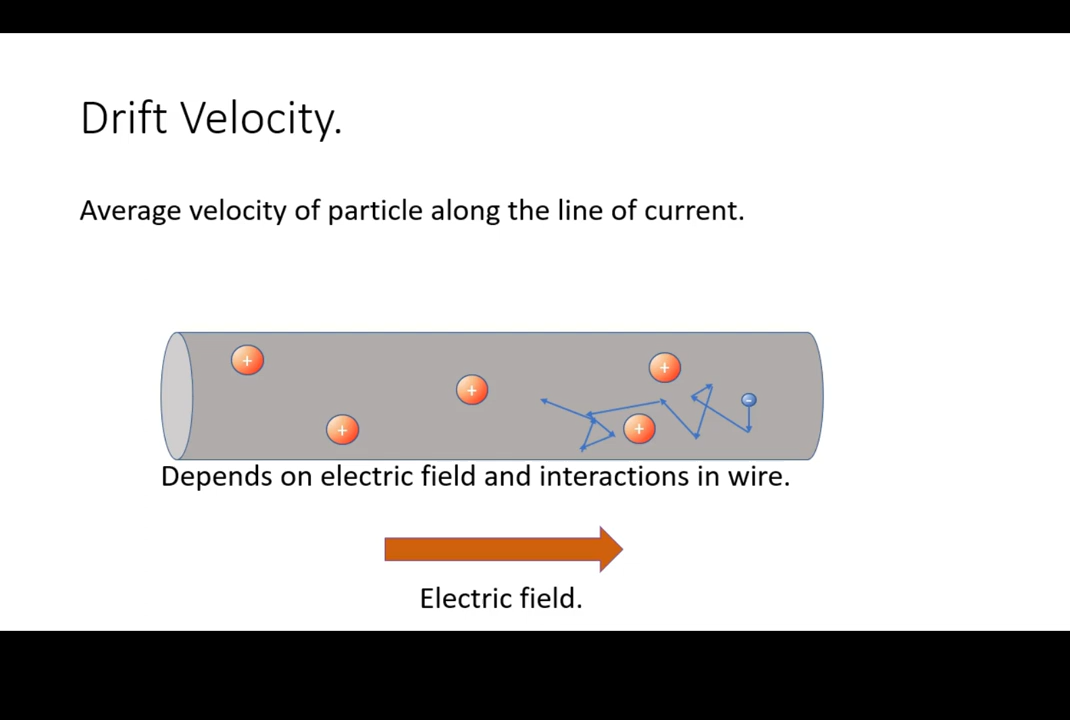 Drift Velocity.
Average velocity of particle along the line of current.
+
+
+
+
+
-
Depends on electric field and interactions in wire.
Electric field.